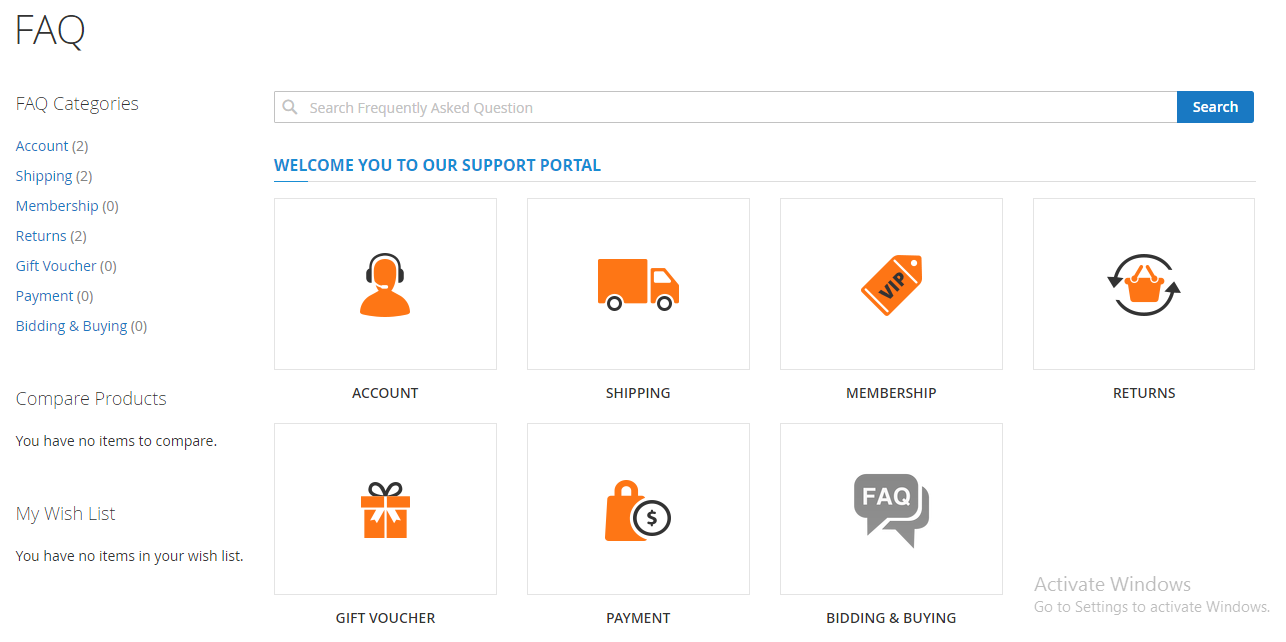 FAQ
FAQ Categories
Account (2)
Shipping (2)
Membership (0)
Returns (2)
Gift Voucher (0)
Payment (0)
Bidding & Buying (0)
Compare Products
You have no items to compare.
My Wish List
You have no items in your wish list.
Search Frequently Asked Question
Search
WELCOME YOU TO OUR SUPPORT PORTAL
VIP
ACCOUNT
SHIPPING
MEMBERSHIP
RETURNS
$
FAQ
GIFT VOUCHER
PAYMENT
BIDDING & BUYING
Activate Windows
Go to Settings to activate Windows.